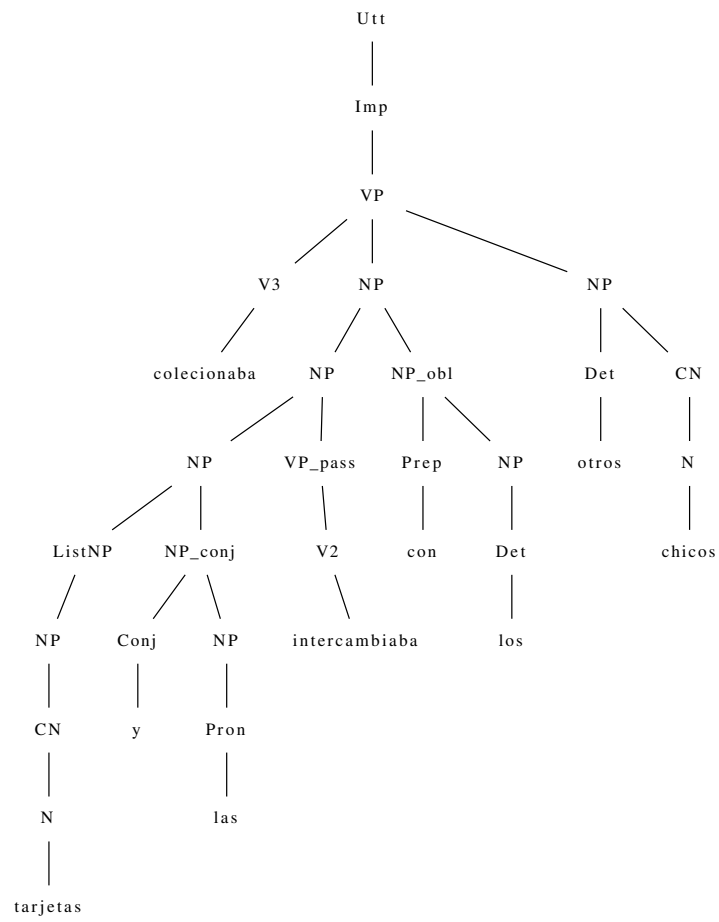 Utt
Imp
VP
V3 NP NP
colecionaba NP NP_obl Det CN
NP VP_pass Prep NP otros N
ListNP NP_conj V2 con Det chicos
NP Conj NP intercambiaba los
CN y Pron
N las
tarjetas